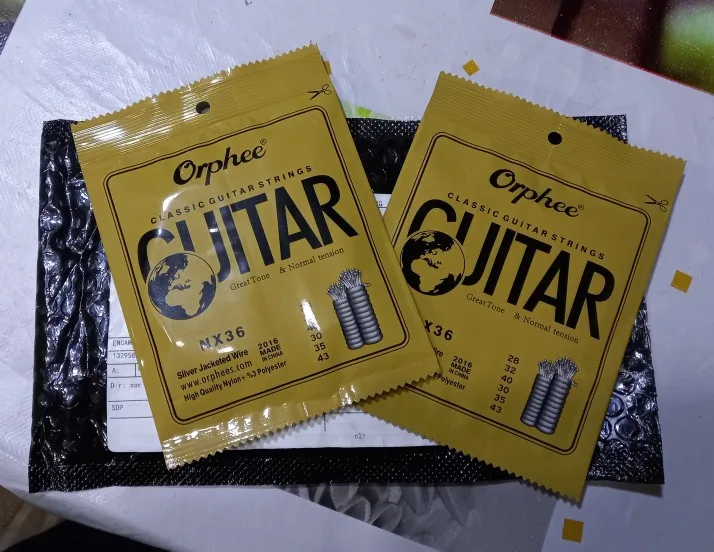 Orphee®
CLASSIC GUITAR STRINGS
GUITAR
Great Tone & Normal tension
NX36
Silver Jacketed Wire
2016
MADE
IN CHINA
www.orphees.com
High Quality Nylon+ %3 Polyester
30
35
43
Orphee®
CLASSIC GUITAR STRINGS
GUITAR
Great Tone & Normal tension
X36
2016
MADE
IN CHINA
Polyester
28
32
40
30
35
43
A:
SDP